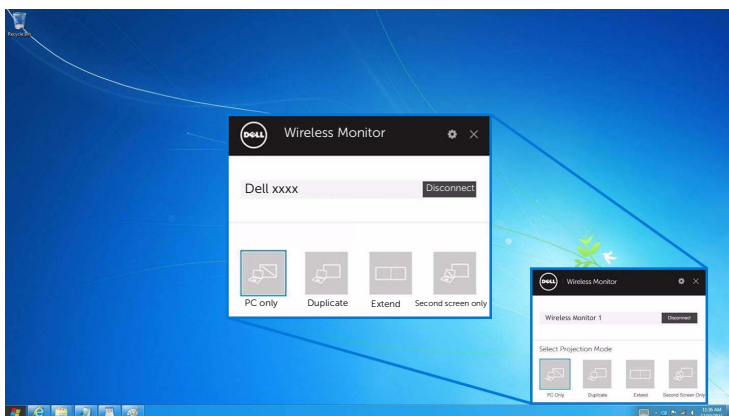 Recycle Bin
DELL
Wireless Monitor
Dell xxxx
Disconnect
PC only
Duplicate
Extend
Second screen only
DELL
Wireless Monitor
Wireless Monitor 1
Disconnect
Select Projection Mode
PC Only
Duplicate
Extend
Second Screen Only
11:36 AM